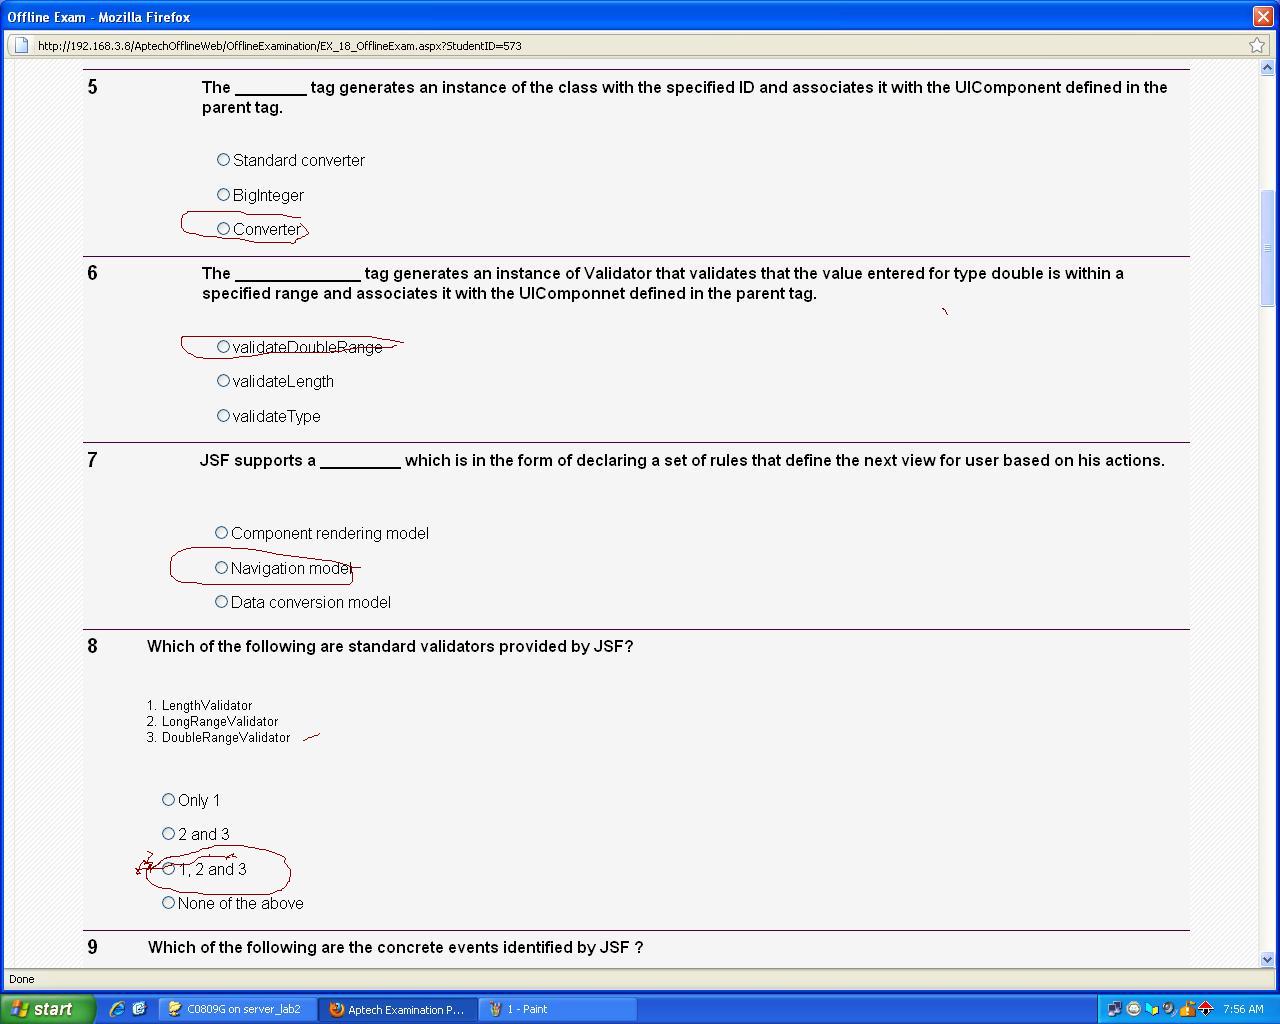 Offline Exam - Mozilla Firefox
http://192.168.3.8/AptechOfflineWeb/OfflineExamination/EX_18_OfflineExam.aspx?StudentID=573
5
The ________ tag generates an instance of the class with the specified ID and associates it with the UIComponent defined in the
parent tag.
Standard converter
BigInteger
Converter
6
The ______________ tag generates an instance of Validator that validates that the value entered for type double is within a
specified range and associates it with the UIComponnet defined in the parent tag.
validateDoubleRange
validateLength
validateType
7
JSF supports a _________ which is in the form of declaring a set of rules that define the next view for user based on his actions.
Component rendering model
Navigation model
Data conversion model
8
Which of the following are standard validators provided by JSF?
1. LengthValidator
2. LongRangeValidator
3. DoubleRangeValidator
Only 1
2 and 3
1, 2 and 3
None of the above
9
Which of the following are the concrete events identified by JSF ?
Done
start
C0809G on server_lab2
Aptech Examination P...
1 - Paint
7:56 AM